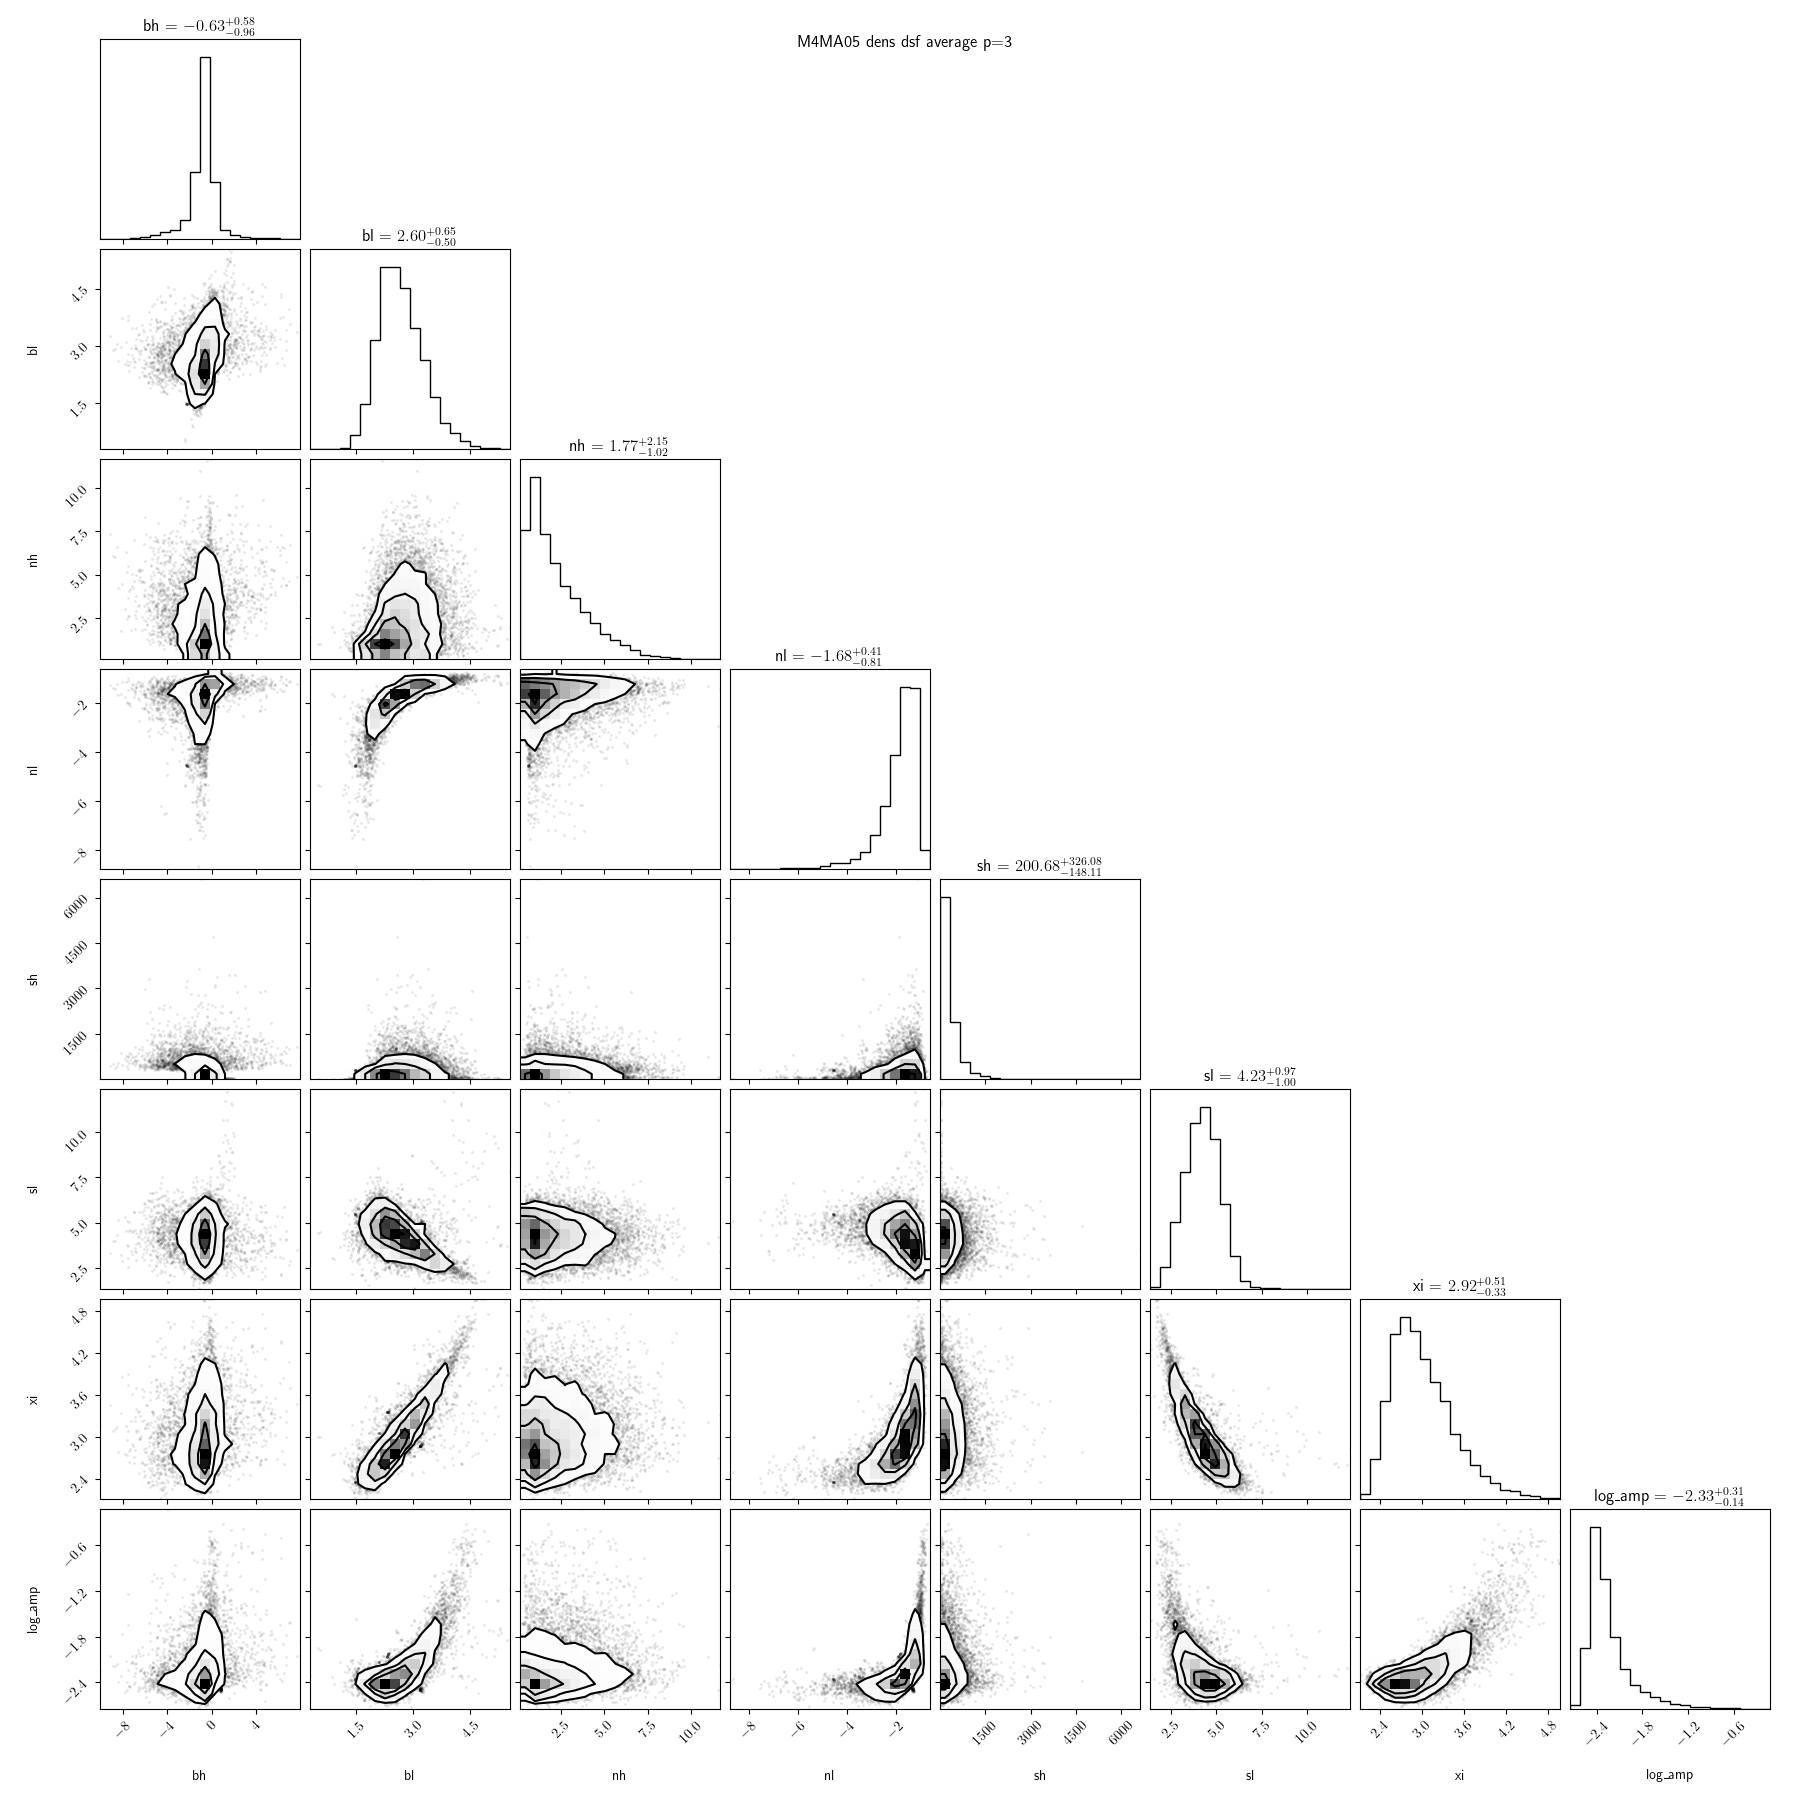 bh = −0.63 +0.58 −0.96
M4MA05 dens dsf average p=3
bl = 2.60 +0.65 −0.50
bl
4.5
3.0
1.5
nh = 1.77 +2.15 −1.02
nh
10.0
7.5
5.0
2.5
nl = −1.68 +0.41 −0.81
nl
−2
−4
−6
−8
sh = 200.68 +326.08 −148.11
sh
6000
4500
3000
1500
sl = 4.23 +0.97 −1.00
sl
10.0
7.5
5.0
2.5
xi = 2.92 +0.51 −0.33
xi
4.8
4.2
3.6
3.0
2.4
log_amp = −2.33 +0.31 −0.14
log_amp
−0.6
−1.2
−1.8
−2.4
−8 −4 0 4 1.5 3.0 4.5 2.5 5.0 7.5 10.0 −8 −6 −4 −2 1500 3000 4500 6000 2.5 5.0 7.5 10.0 2.4 3.0 3.6 4.2 4.8 −2.4 −1.8 −1.2 −0.6
bh bl nh nl sh sl xi log_amp